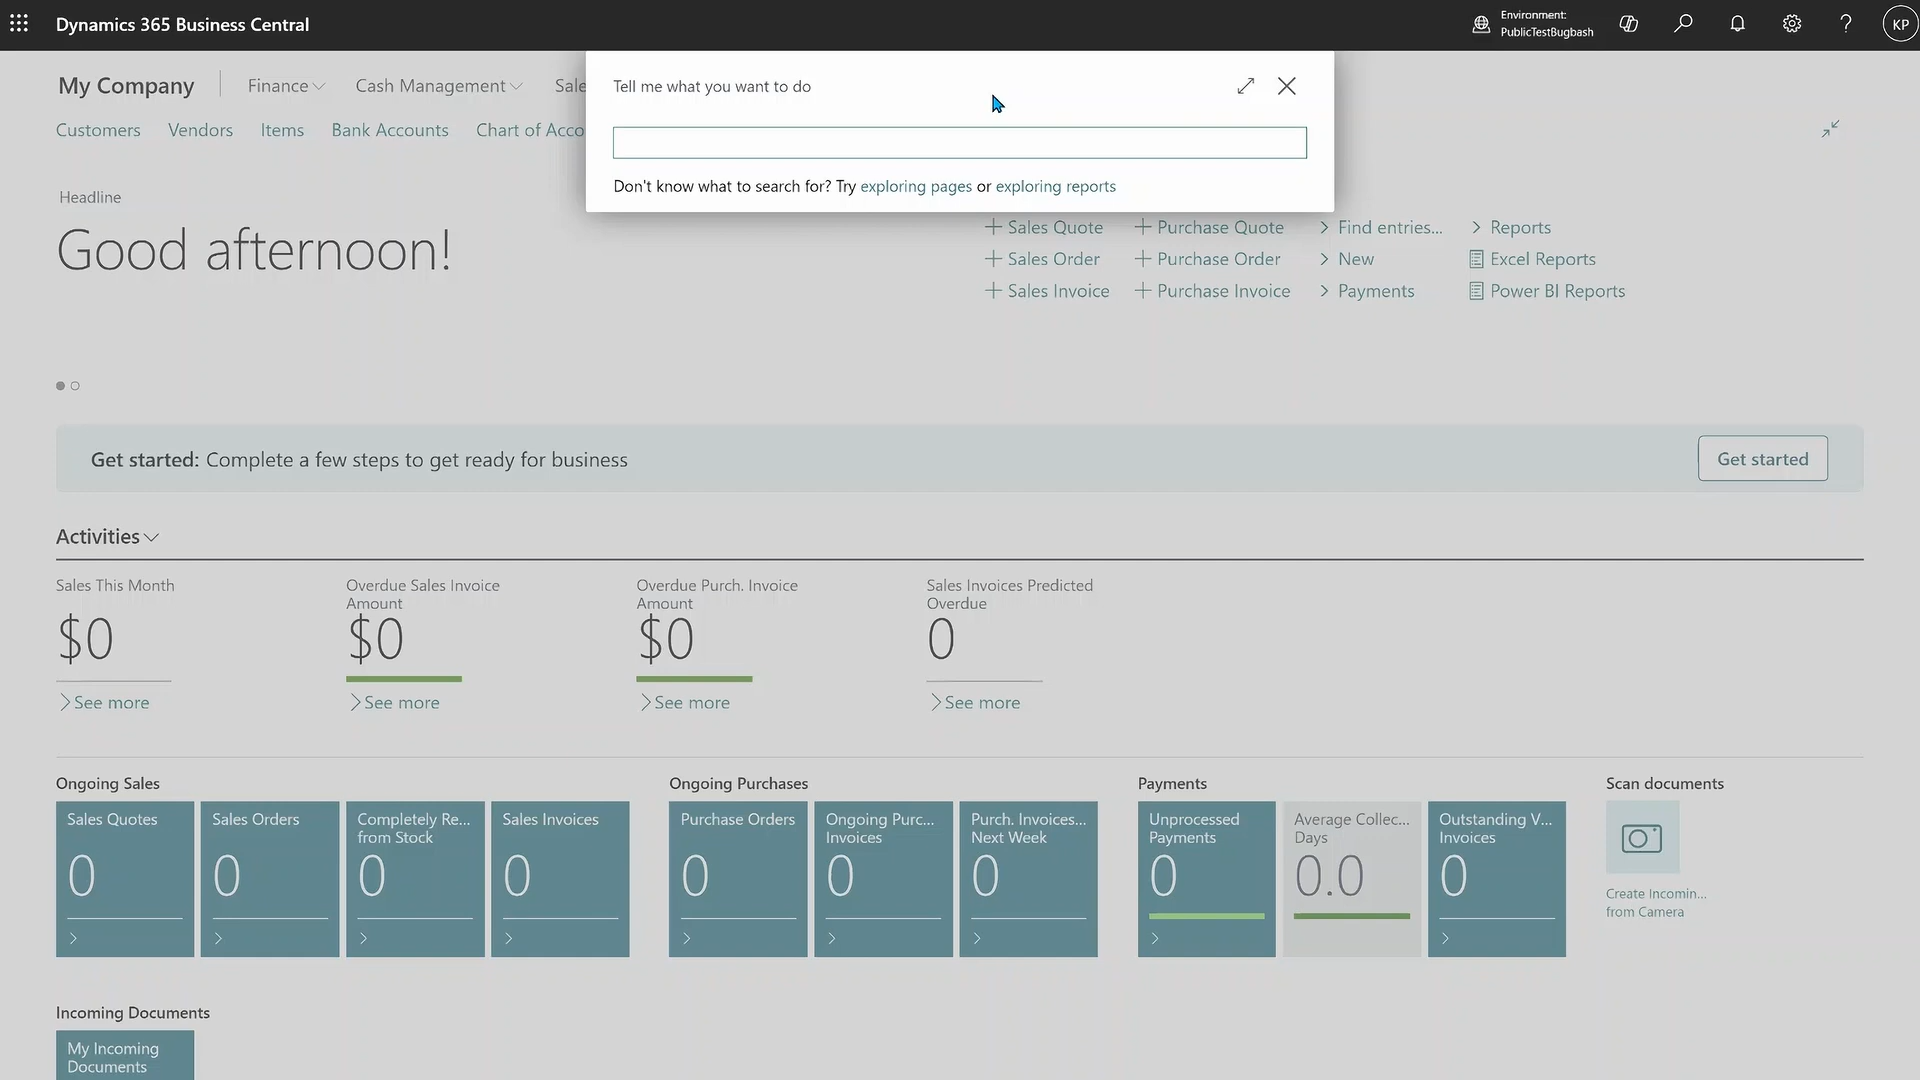 Dynamics 365 Business Central
Environment:
PublicTestBugbash
?
KP
My Company
Finance
Cash Management
Sale
Tell me what you want to do
Customers
Vendors
Items
Bank Accounts
Chart of Acco
Don't know what to search for? Try exploring pages or exploring reports
Headline
Good afternoon!
+ Sales Quote
+ Purchase Quote
> Find entries...
> Reports
+ Sales Order
+ Purchase Order
> New
Excel Reports
+ Sales Invoice
+ Purchase Invoice
> Payments
Power BI Reports
Get started: Complete a few steps to get ready for business
Get started
Activities
Sales This Month
$0
>See more
Overdue Sales Invoice
Amount
$0
>See more
Overdue Purch. Invoice
Amount
$0
>See more
Sales Invoices Predicted
Overdue
0
>See more
Ongoing Sales
Sales Quotes
0
Sales Orders
0
Completely Re...
from Stock
0
Sales Invoices
0
Ongoing Purchases
Purchase Orders
0
Ongoing Purc...
Invoices
0
Purch. Invoices...
Next Week
0
Payments
Unprocessed
Payments
0
Average Collec...
Days
0.0
Outstanding V...
Invoices
0
Scan documents
Create Incomin...
from Camera
Incoming Documents
My Incoming
Documents